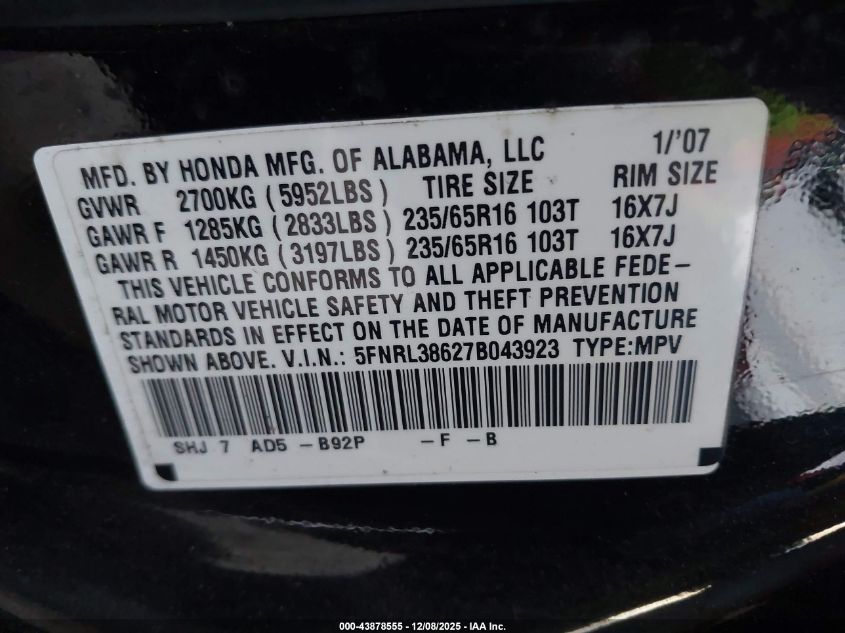 MFD. BY HONDA MFG. OF ALABAMA, LLC 1/'07
GVWR 2700KG (5952LBS) TIRE SIZE RIM SIZE
GAWR F 1285KG (2833LBS) 235/65R16 103T 16X7J
GAWR R 1450KG (3197LBS) 235/65R16 103T 16X7J
THIS VEHICLE CONFORMS TO ALL APPLICABLE FEDE-
RAL MOTOR VEHICLE SAFETY AND THEFT PREVENTION
STANDARDS IN EFFECT ON THE DATE OF MANUFACTURE
SHOWN ABOVE. V.I.N.: 5FNRL38627B043923 TYPE:MPV
SHJ 7 AD5 -B92P -F -B
000-43878555 - 12/08/2025 - IAA Inc.